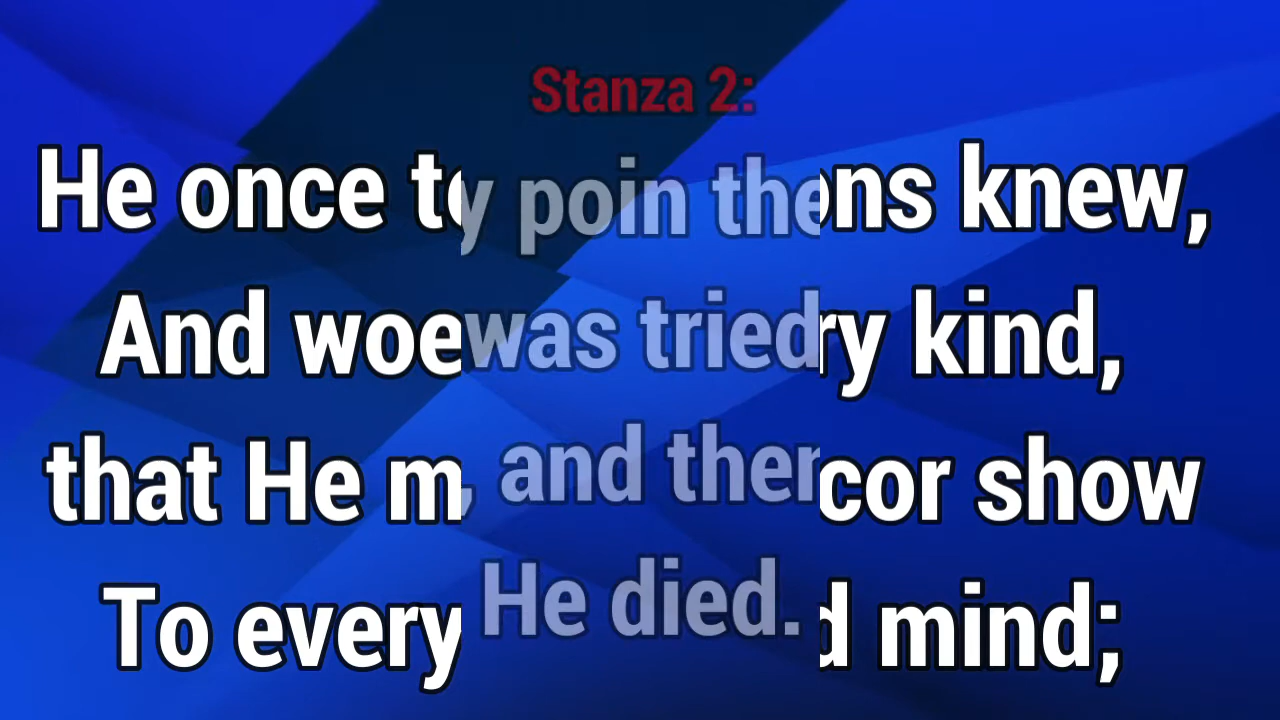 Stanza 2:
He once t y poin the ns knew,
And woe was tried ry kind,
that He m , and ther cor show
To every He died. d mind;